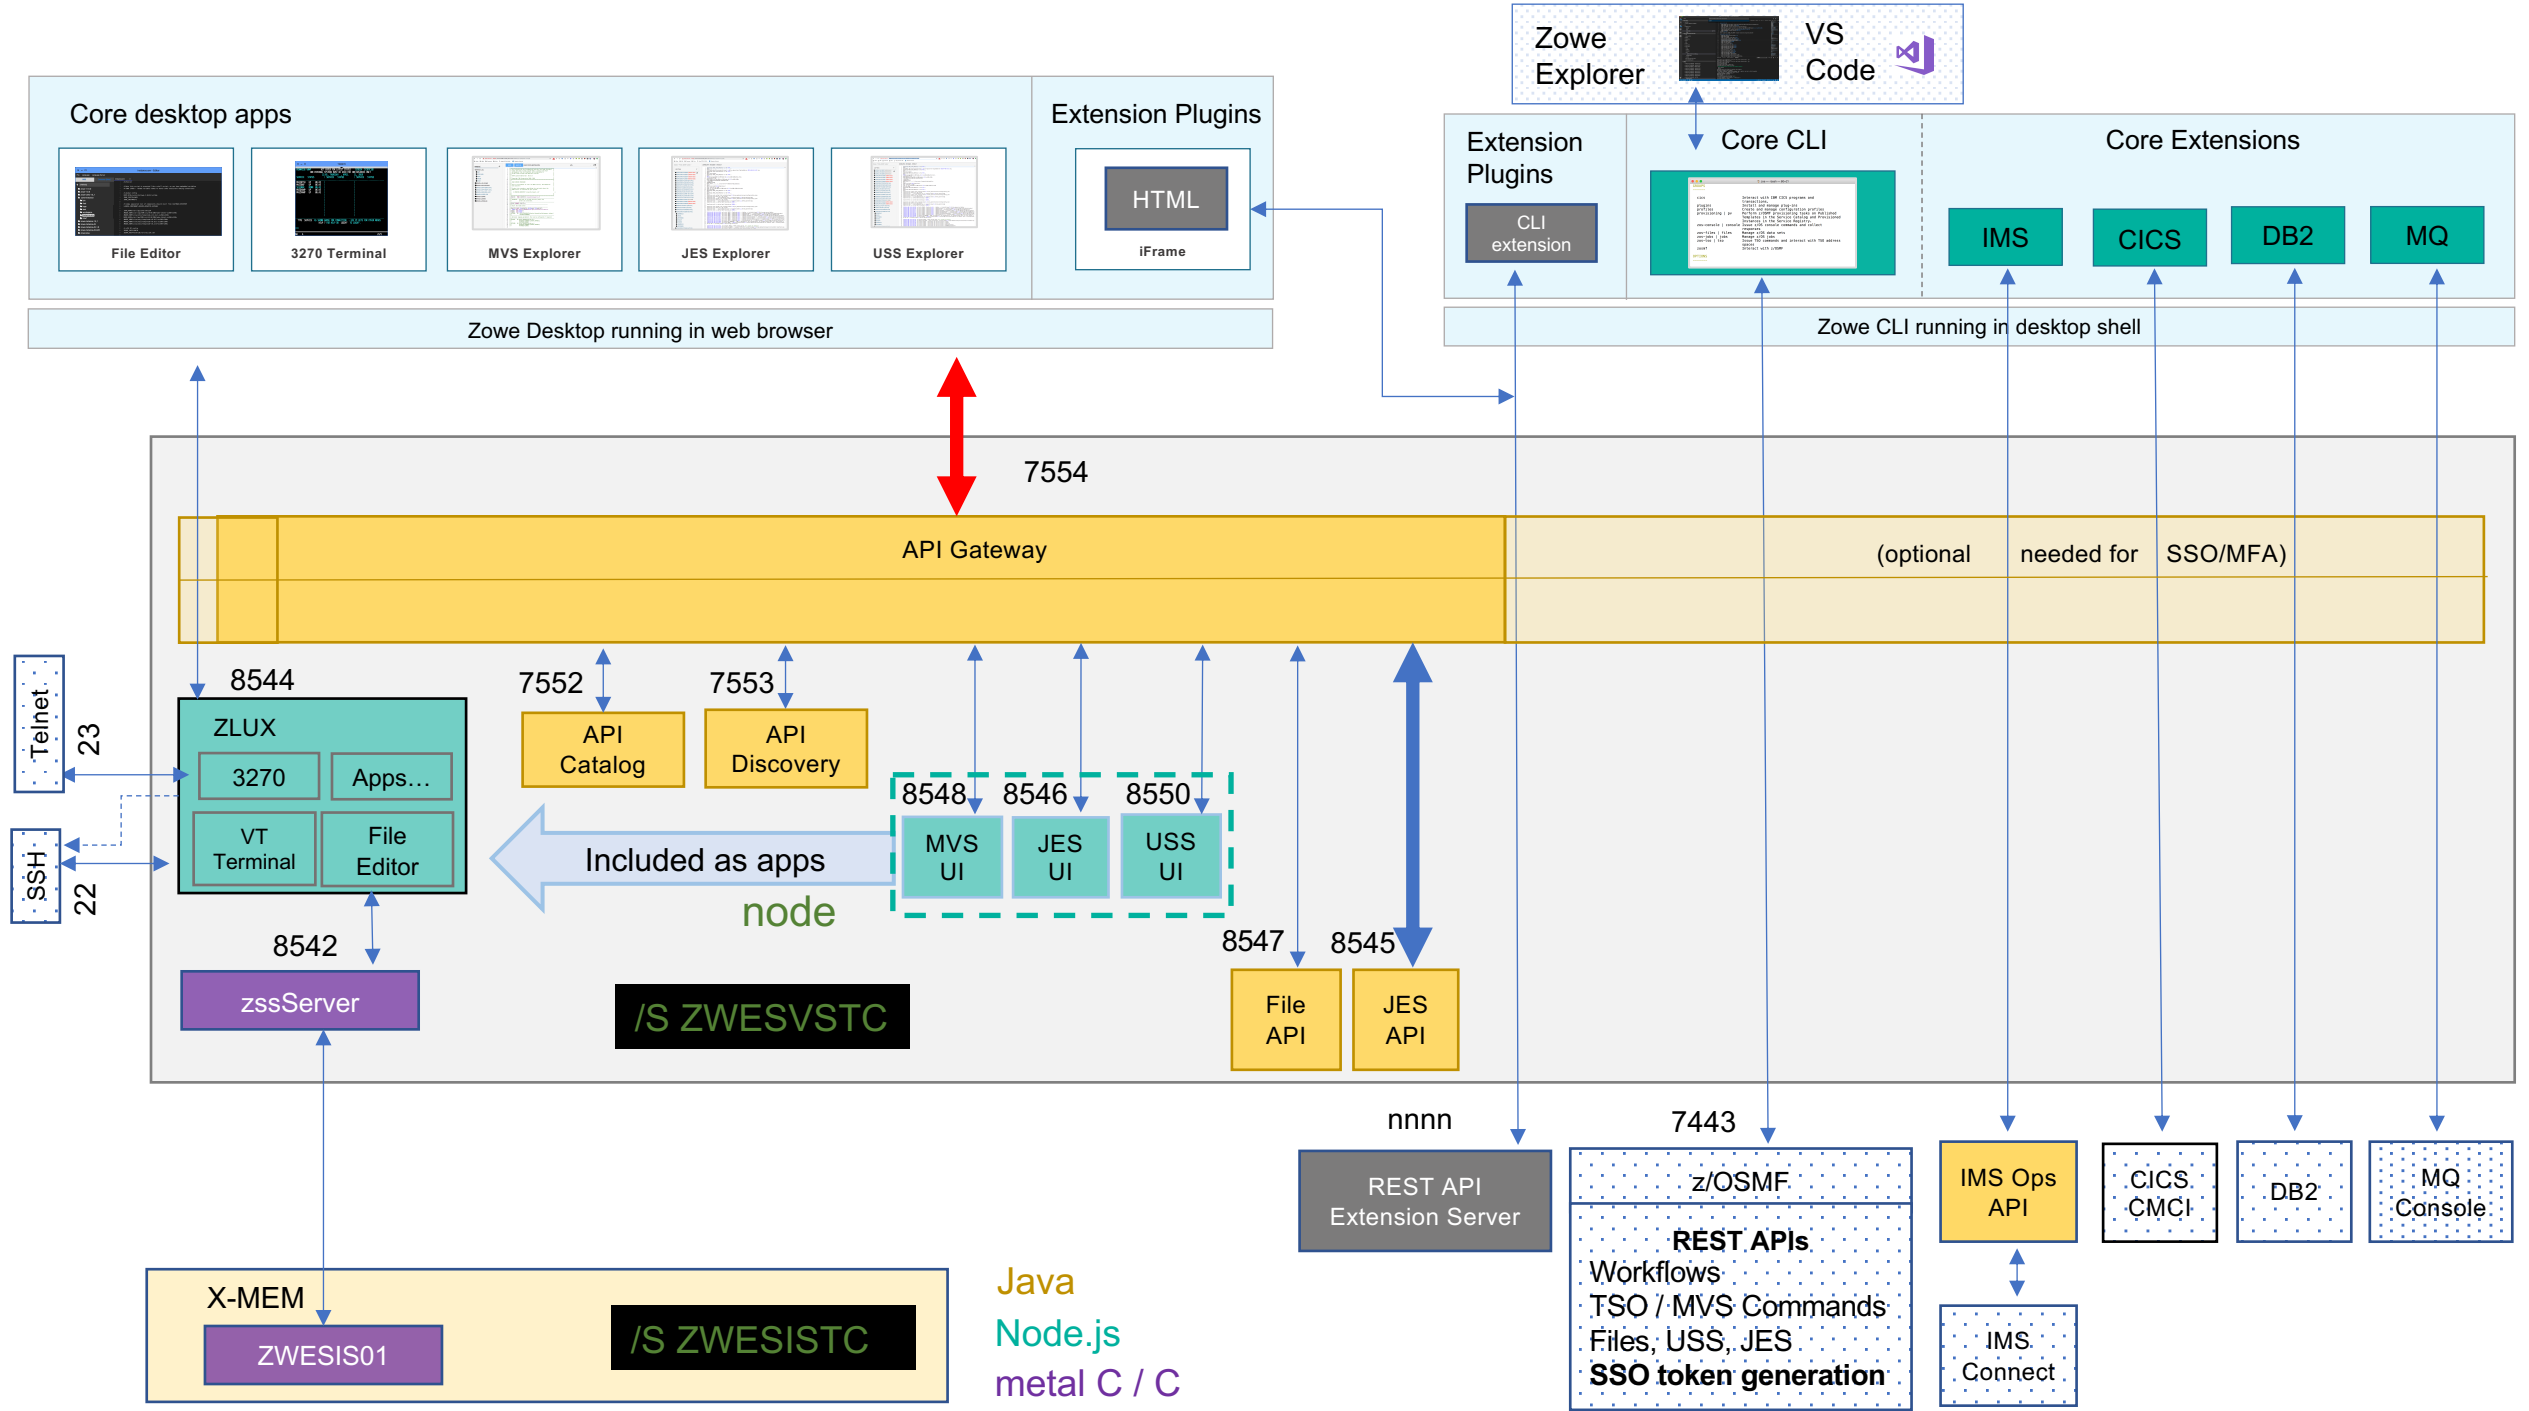 Zowe
Explorer
VS
Code
Core desktop apps
Extension Plugins
File Editor
3270 Terminal
MVS Explorer
JES Explorer
USS Explorer
HTML
iFrame
Zowe Desktop running in web browser
Extension
Plugins
CLI
extension
Core CLI
Core Extensions
IMS
CICS
DB2
MQ
Zowe CLI running in desktop shell
7554
API Gateway
(optional needed for SSO/MFA)
Telnet
23
SSH
22
8544
ZLUX
3270
Apps...
VT
Terminal
File
Editor
7552
API
Catalog
7553
API
Discovery
8548
8546
8550
MVS
UI
JES
UI
USS
UI
Included as apps
node
8542
zssServer
/S ZWESVSTC
8547
8545
File
API
JES
API
nnnn
REST API
Extension Server
7443
z/OSMF
REST APIs
Workflows
TSO / MVS Commands
Files, USS, JES
SSO token generation
IMS Ops
API
CICS
CMCI
DB2
MQ
Console
IMS
Connect
X-MEM
ZWESIS01
/S ZWESISTC
Java
Node.js
metal C / C